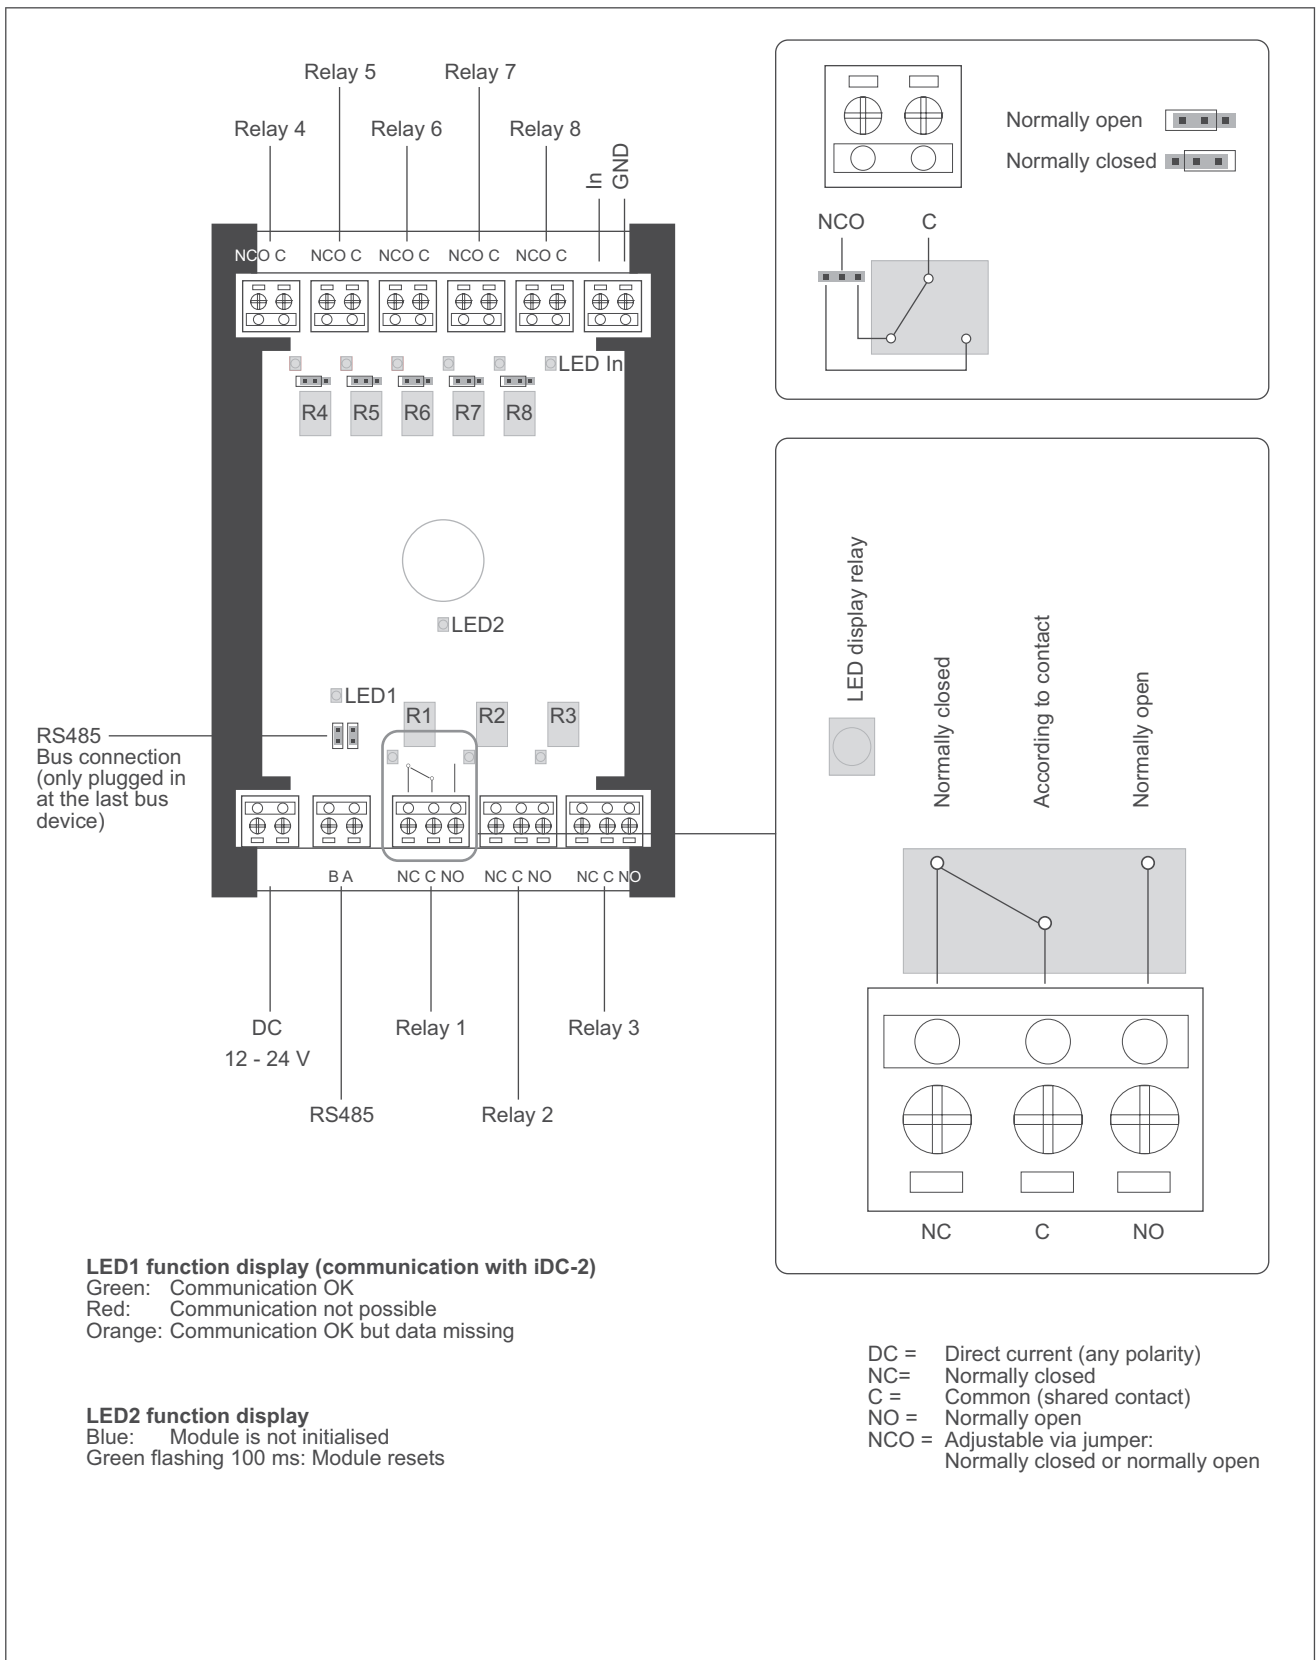 Relay 5
Relay 7
Relay 4
Relay 6
Relay 8
In
GND
NCO C
NCO C
NCO C
NCO C
NCO C
LED In
R4
R5
R6
R7
R8
LED2
LED1
R1
R2
R3
RS485
Bus connection
(only plugged in
at the last bus
device)
B A
NC C NO
NC C NO
NC C NO
DC
12 - 24 V
Relay 1
Relay 3
RS485
Relay 2
Normally open
Normally closed
NCO
C
LED display relay
Normally closed
According to contact
Normally open
NC
C
NO
LED1 function display (communication with iDC-2)
Green: Communication OK
Red: Communication not possible
Orange: Communication OK but data missing
LED2 function display
Blue: Module is not initialised
Green flashing 100 ms: Module resets
DC = Direct current (any polarity)
NC= Normally closed
C = Common (shared contact)
NO = Normally open
NCO = Adjustable via jumper:
Normally closed or normally open